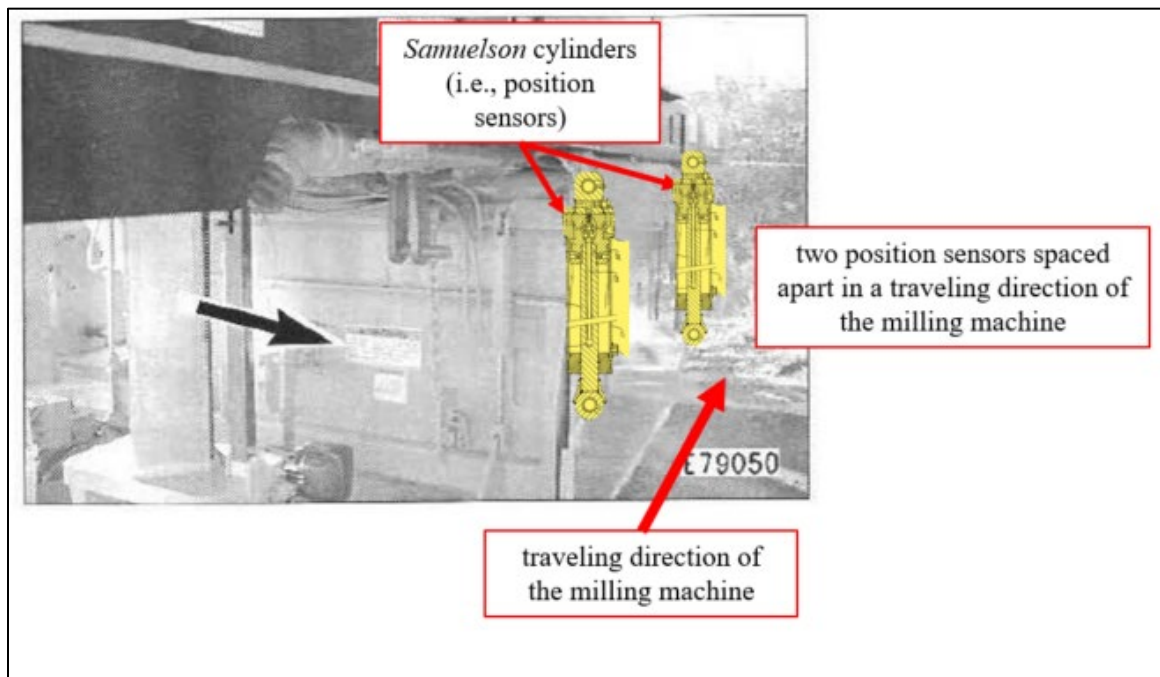 Samuelson cylinders
(i.e., position
sensors)
two position sensors spaced
apart in a traveling direction of
the milling machine
E79050
traveling direction of
the milling machine